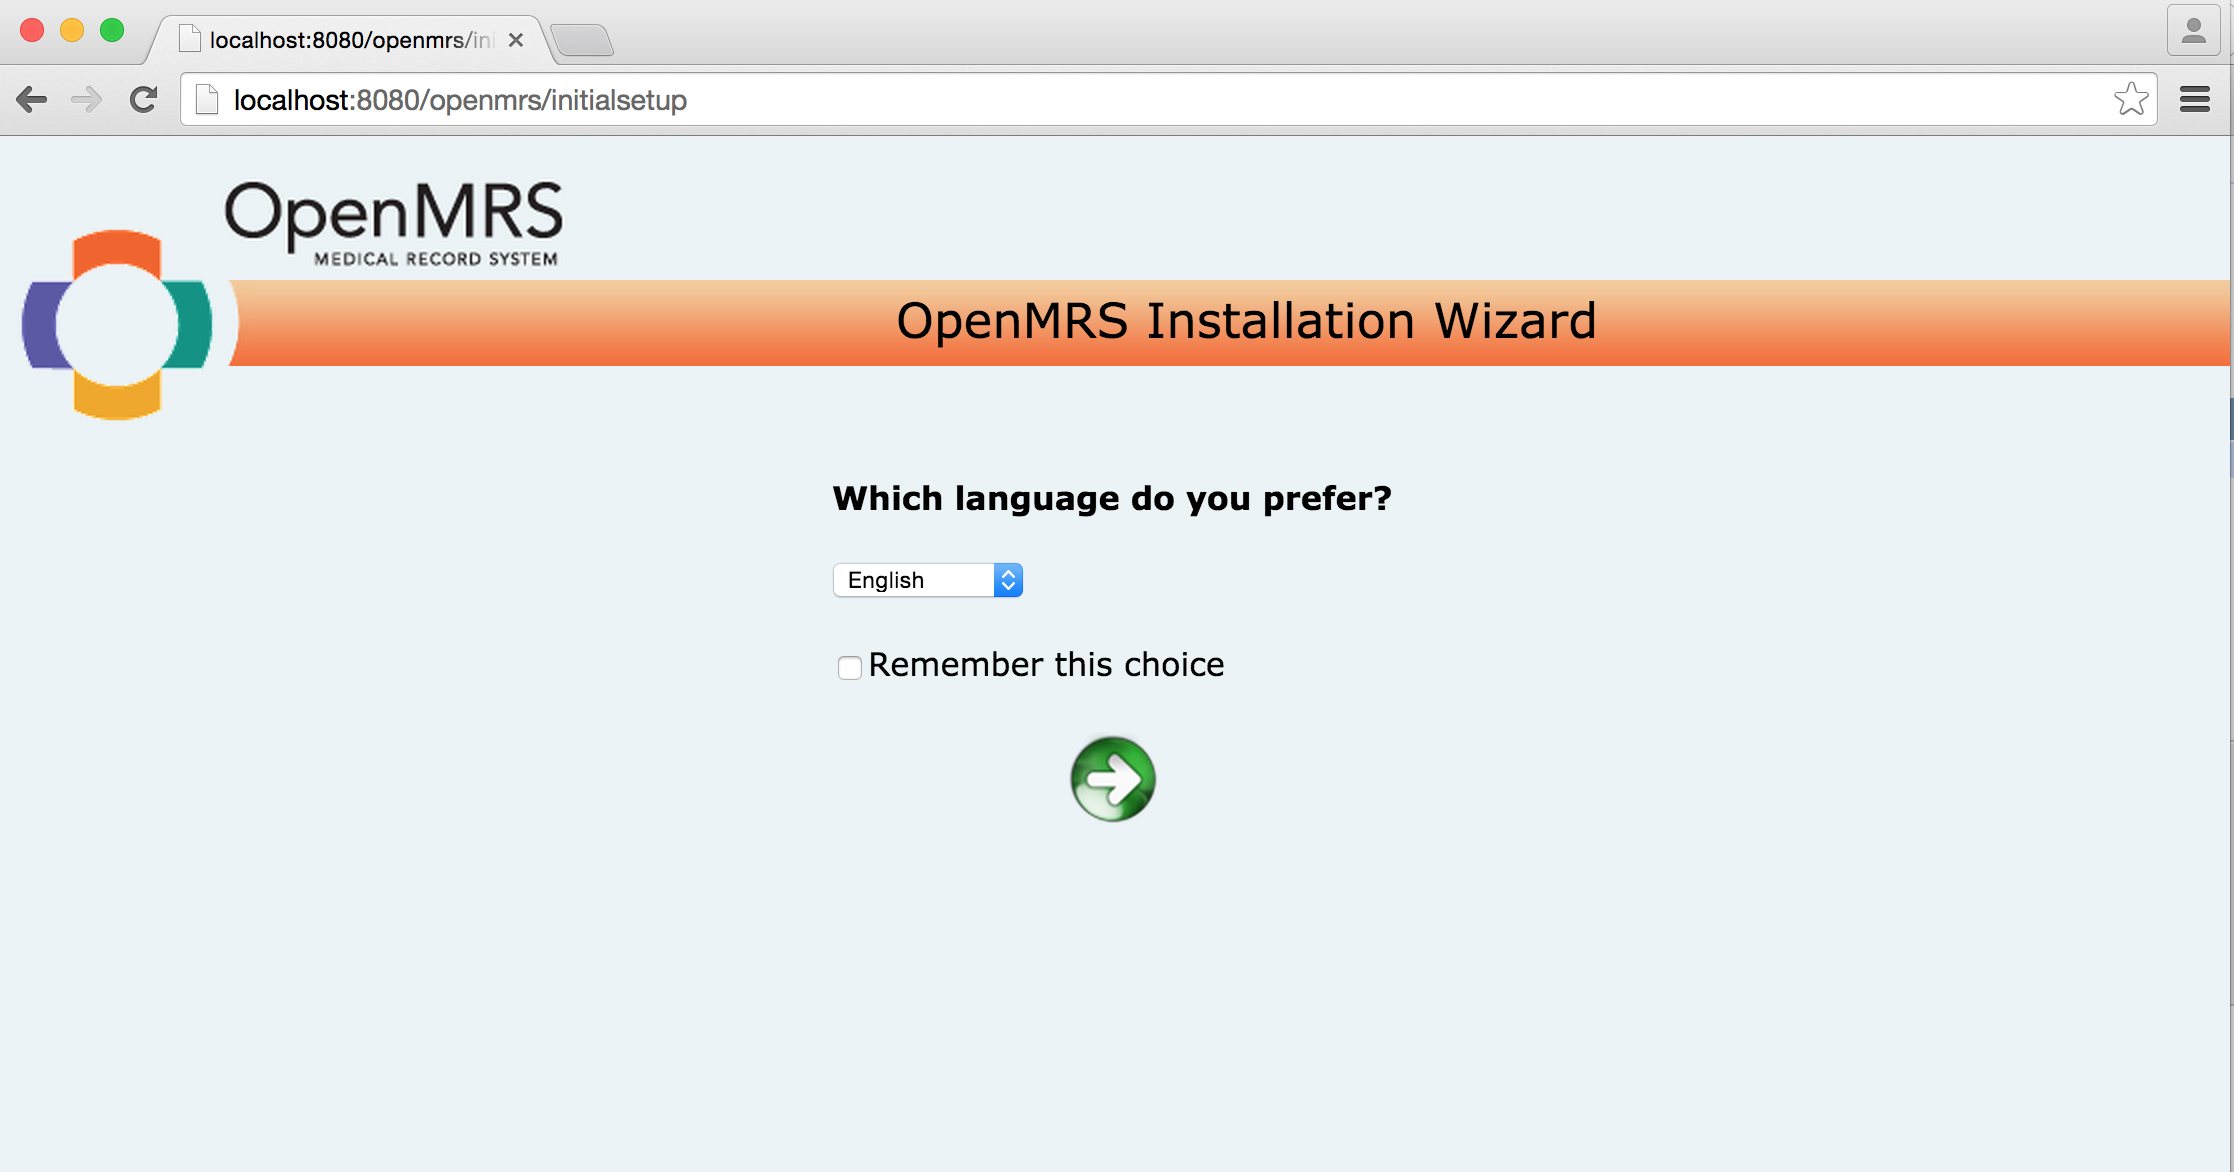 localhost:8080/openmrs/ini
localhost:8080/openmrs/initialsetup
OpenMRS
MEDICAL RECORD SYSTEM
OpenMRS Installation Wizard
Which language do you prefer?
English
Remember this choice